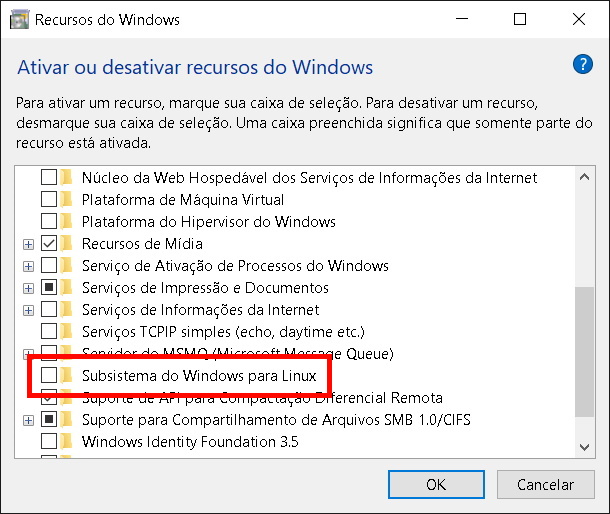 Recursos do Windows
Ativar ou desativar recursos do Windows
?
Para ativar um recurso, marque sua caixa de seleção. Para desativar um recurso,
desmarque sua caixa de seleção. Uma caixa preenchida significa que somente parte do
recurso está ativada.
Núcleo da Web Hospedável dos Serviços de Informações da Internet
Plataforma de Máquina Virtual
Plataforma do Hipervisor do Windows
Recursos de Mídia
Serviço de Ativação de Processos do Windows
Serviços de Impressão e Documentos
Serviços de Informações da Internet
Serviços TCPIP simples (echo, daytime etc.)
Servidor do MSMQ (Microsoft Message Queue)
Subsistema do Windows para Linux
Suporte de API para Compactação Diferencial Remota
Suporte para Compartilhamento de Arquivos SMB 1.0/CIFS
Windows Identity Foundation 3.5
OK
Cancelar